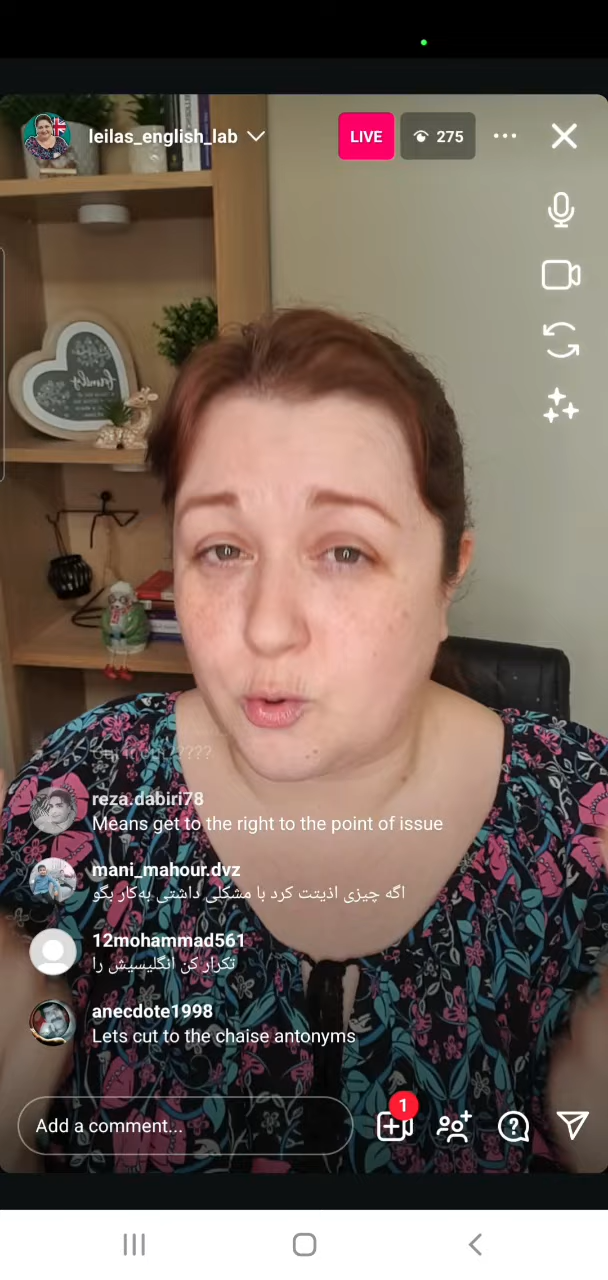 leilas_english_lab
LIVE
275
family
reza.dabiri78
Means get to the right to the point of issue
mani_mahour.dvz
اگه چیزی اذیتت کرد با مشکلی داشتی به‌کار بگو
12mohammad561
تکرار کن انگلیسیش را
anecdote1998
Lets cut to the chaise antonyms
Add a comment...
1